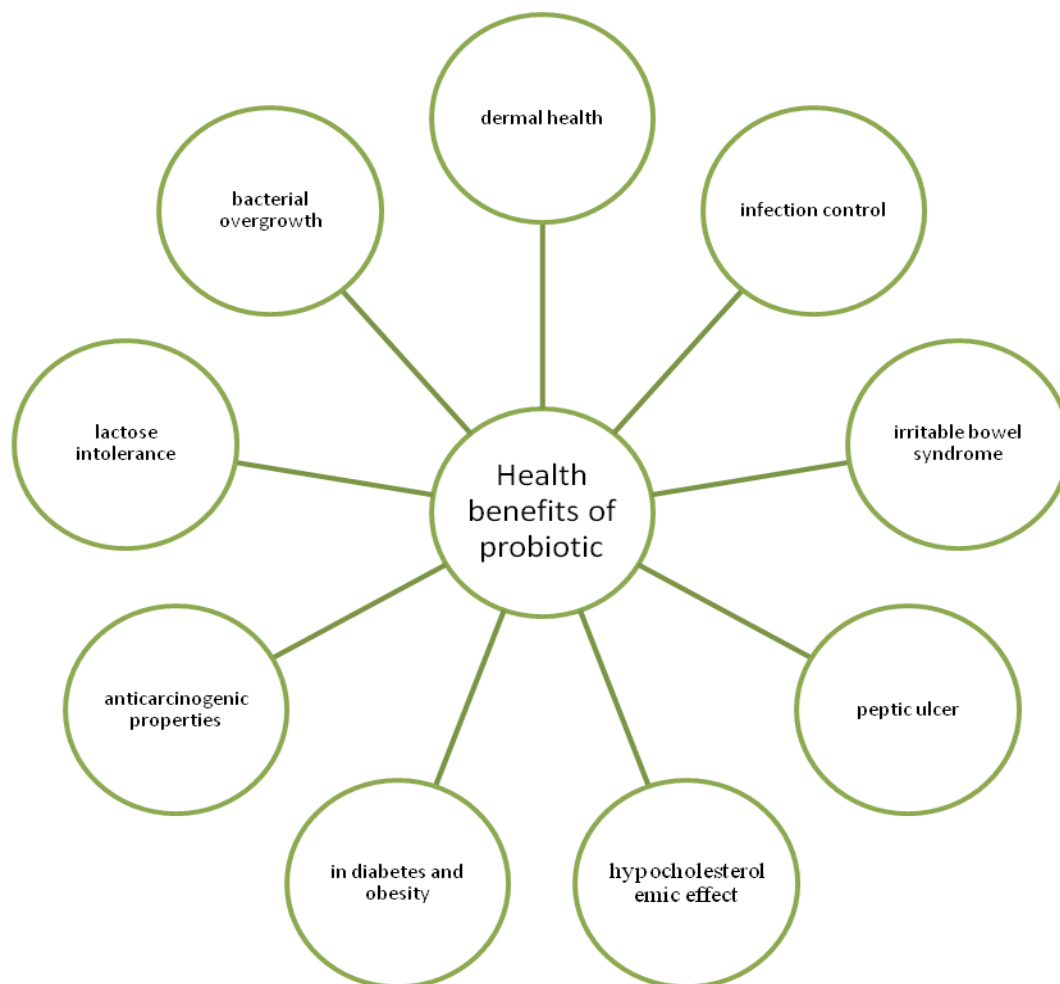 dermal health
infection control
irritable bowel
syndrome
peptic ulcer
hypocholesterol
emic effect
in diabetes and
obesity
anticarcinogenic
properties
lactose
intolerance
bacterial
overgrowth
Health
benefits of
probiotic